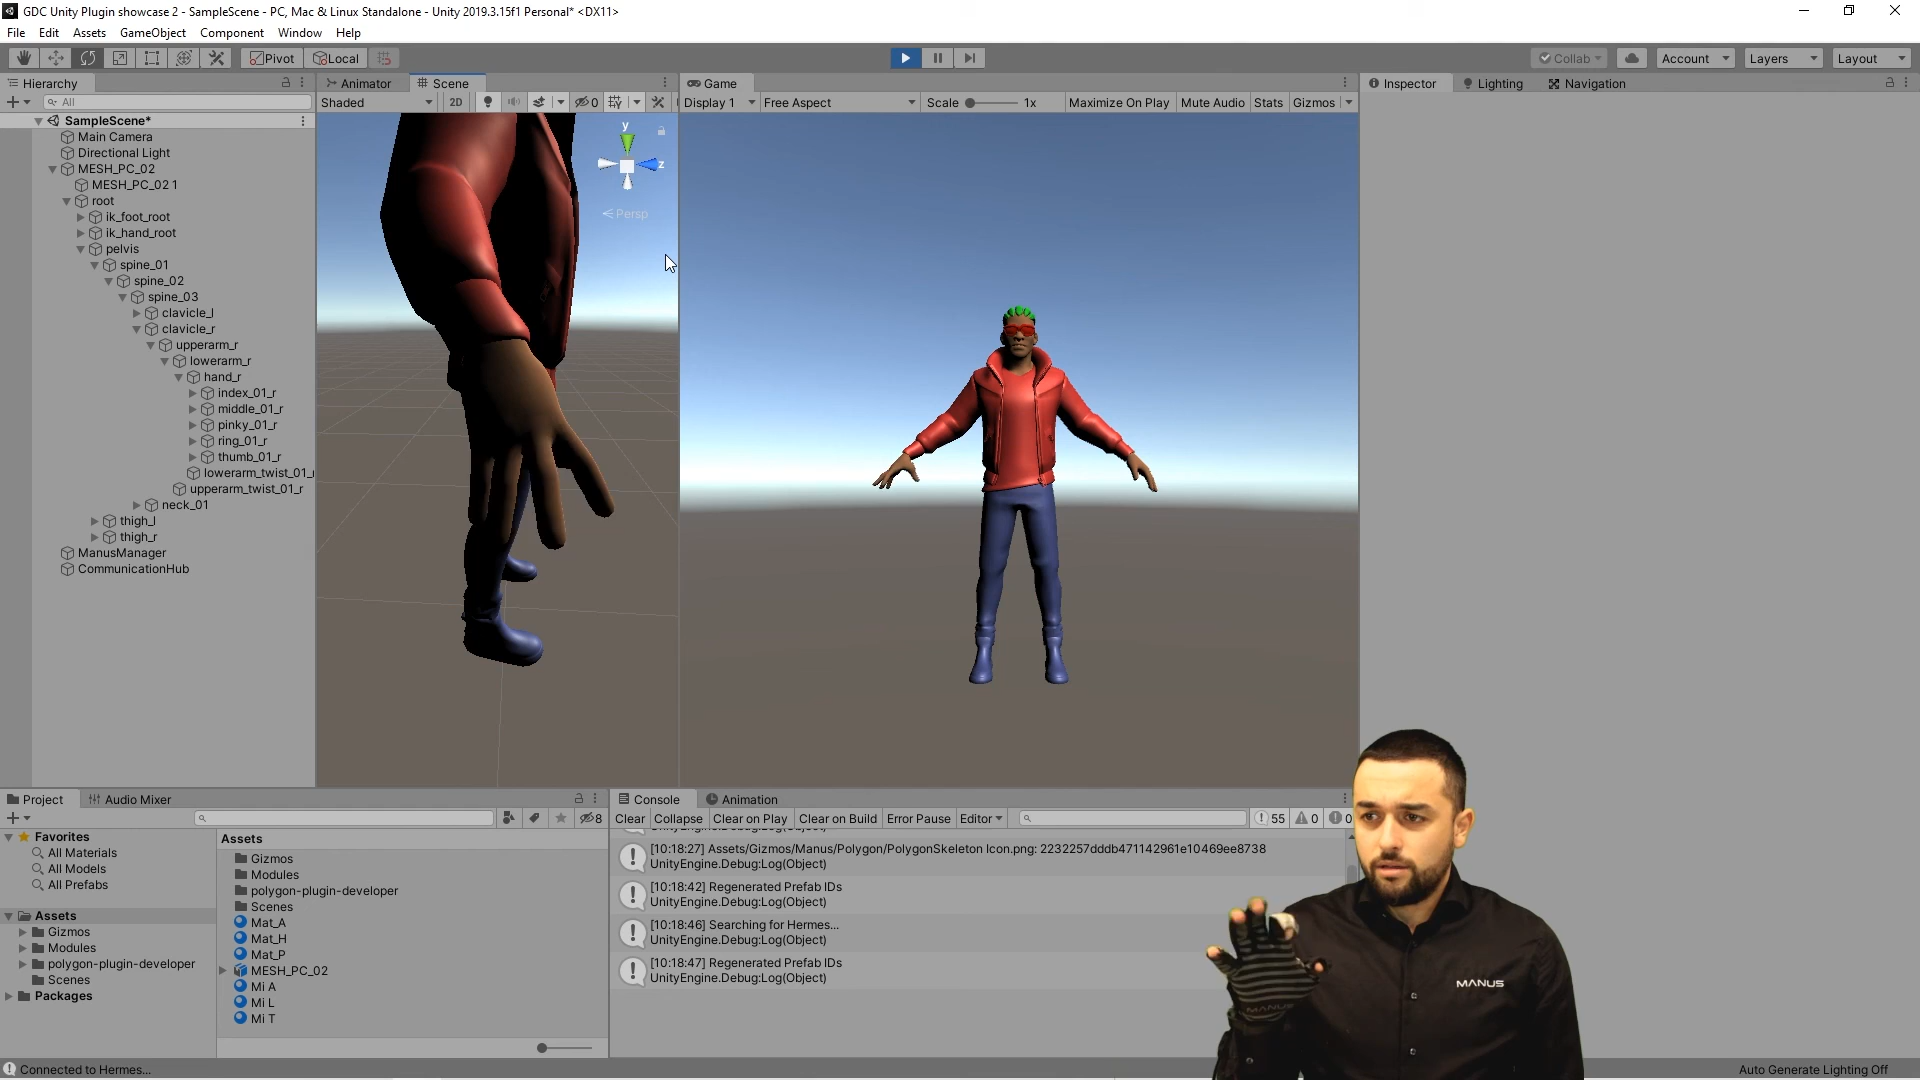 GDC Unity Plugin showcase 2 - SampleScene - PC, Mac & Linux Standalone - Unity 2019.3.15f1 Personal* <DX11>
File Edit Assets GameObject Component Window Help
Pivot Local Collab Account Layers Layout
Hierarchy Animator Scene Game Inspector Lighting Navigation
All Shaded 2D 0 Display 1 Free Aspect Scale 1x Maximize On Play Mute Audio Stats Gizmos
SampleScene*
Main Camera
Directional Light
MESH_PC_02
MESH_PC_02 1
root
ik_foot_root
ik_hand_root
pelvis
spine_01
spine_02
spine_03
clavicle_l
clavicle_r
upperarm_r
lowerarm_r
hand_r
index_01_r
middle_01_r
pinky_01_r
ring_01_r
thumb_01_r
lowerarm_twist_01_
upperarm_twist_01_r
neck_01
thigh_l
thigh_r
ManusManager
CommunicationHub
y
z
Persp
Project Audio Mixer
8
Favorites
All Materials
All Models
All Prefabs
Assets
Gizmos
Modules
polygon-plugin-developer
Scenes
Packages
Assets
Gizmos
Modules
polygon-plugin-developer
Scenes
Mat_A
Mat_H
Mat_P
MESH_PC_02
Mi A
Mi L
Mi T
Console Animation
Clear Collapse Clear on Play Clear on Build Error Pause Editor 55 0 0
[10:18:27] Assets/Gizmos/Manus/Polygon/PolygonSkeleton Icon.png: 2232257dddb471142961e10469ee8738
UnityEngine.Debug:Log(Object)
[10:18:42] Regenerated Prefab IDs
UnityEngine.Debug:Log(Object)
[10:18:46] Searching for Hermes...
UnityEngine.Debug:Log(Object)
[10:18:47] Regenerated Prefab IDs
UnityEngine.Debug:Log(Object)
MANUS
MANUS
Connected to Hermes...
Auto Generate Lighting Off